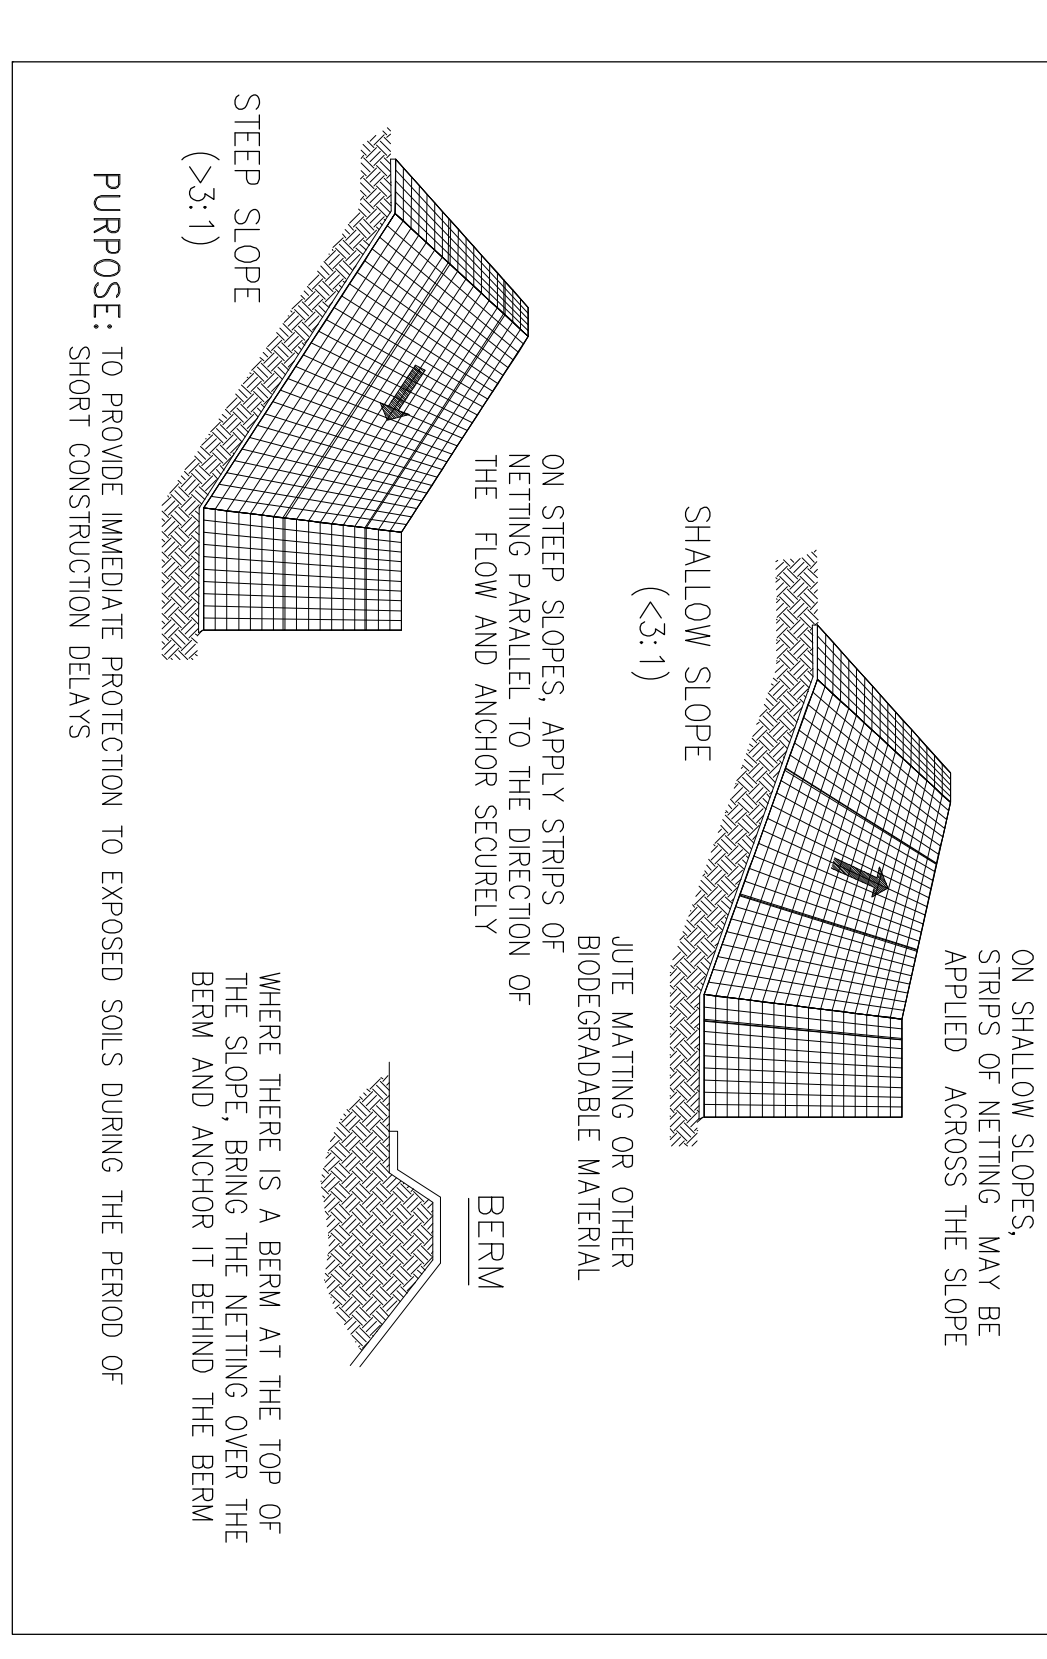 ON SHALLOW SLOPES,
STRIPS OF NETTING MAY BE
APPLIED ACROSS THE SLOPE
SHALLOW SLOPE
(<3:1)
JUTE MATTING OR OTHER
BIODEGRADABLE MATERIAL
ON STEEP SLOPES, APPLY STRIPS OF
NETTING PARALLEL TO THE DIRECTION OF
THE FLOW AND ANCHOR SECURELY
BERM
STEEP SLOPE
(>3:1)
WHERE THERE IS A BERM AT THE TOP OF
THE SLOPE, BRING THE NETTING OVER THE
BERM AND ANCHOR IT BEHIND THE BERM
PURPOSE: TO PROVIDE IMMEDIATE PROTECTION TO EXPOSED SOILS DURING THE PERIOD OF
SHORT CONSTRUCTION DELAYS